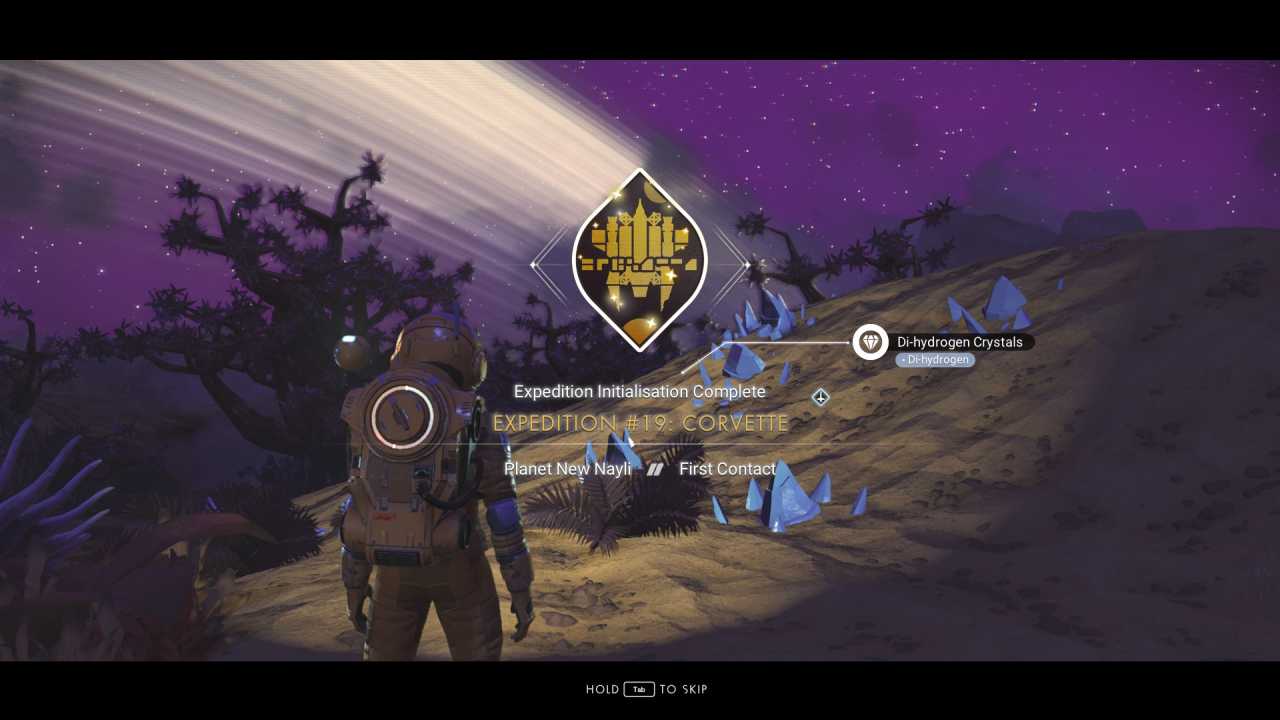 Di-hydrogen Crystals
• Di-hydrogen
Expedition Initialisation Complete
EXPEDITION #19: CORVETTE
Planet New Nayli // First Contact
HOLD Tab TO SKIP